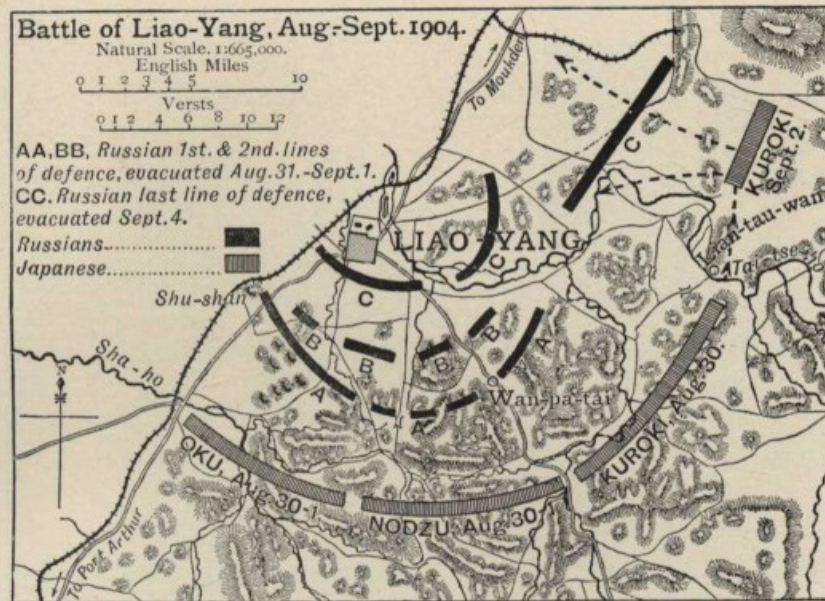 Battle of Liao-Yang, Aug.-Sept. 1904.
Natural Scale. 1:665,000.
English Miles
0 1 2 3 4 5 10
Versts
0 1 2 4 6 8 10 12
AA, BB, Russian 1st. & 2nd. lines
of defence, evacuated Aug. 31.-Sept. 1.
CC. Russian last line of defence,
evacuated Sept. 4.
Russians
Japanese
To Moukden
C
KUROKI
Sept. 2.
LIAO-YANG
C
C
Liau-tau-wan
Tai-tse
Shu-shan
Sha-ho
N
B
B
B
B
A
A
A
Wan-pa-tai
OKU, Aug. 30-1
NODZU, Aug. 30
KUROKI, Aug. 30.
To Port Arthur